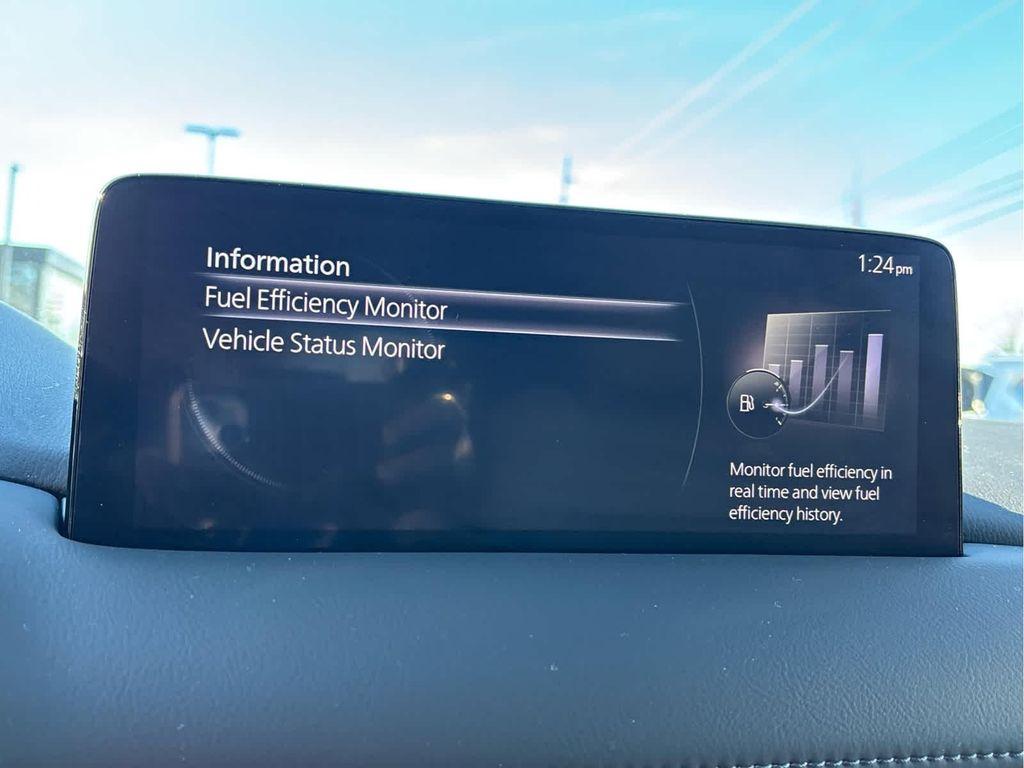 Information
1:24pm
Fuel Efficiency Monitor
Vehicle Status Monitor
Monitor fuel efficiency in
real time and view fuel
efficiency history.